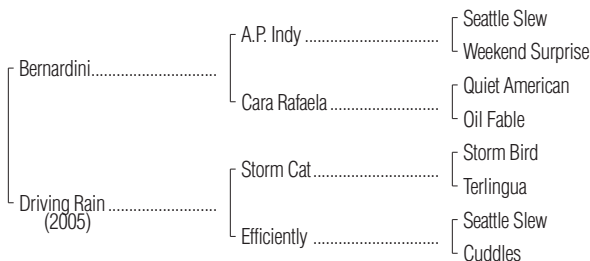 Seattle Slew
A.P. Indy ........................................
Weekend Surprise
Bernardini......................................
Quiet American
Cara Rafaela ..................................
Oil Fable
Storm Bird
Storm Cat......................................
Terlingua
Driving Rain .................................
(2005)
Seattle Slew
Efficiently ......................................
Cuddles